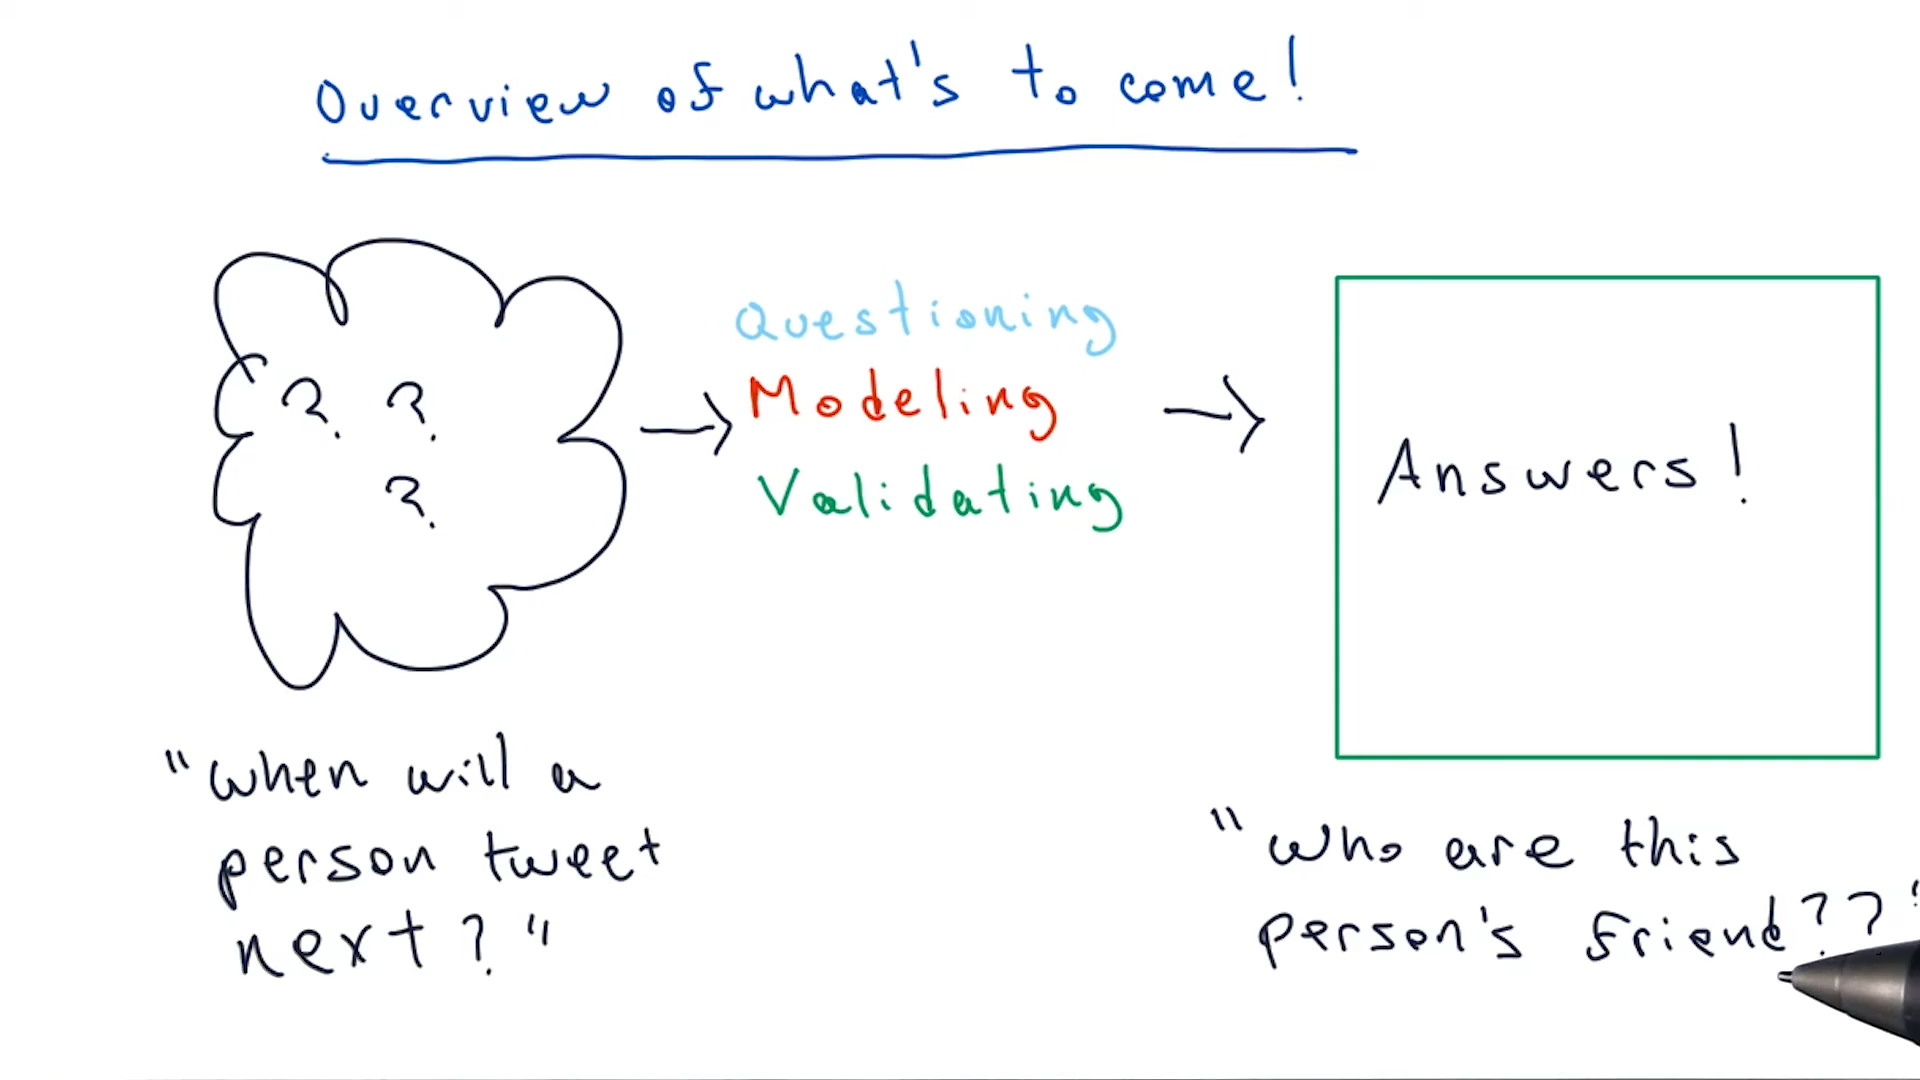 Overview of what's to come!
? ?
?
Questioning
Modeling
Validating
Answers!
"when will a
person tweet
next?"
"who are this
person's friend??"